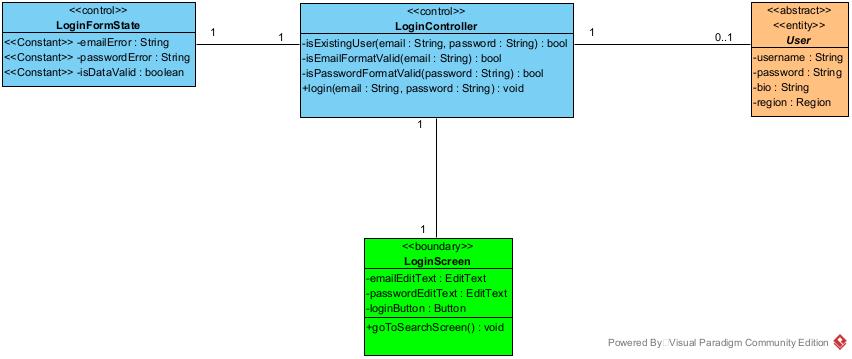 <<control>>
LoginFormState
<<Constant>> -emailError : String
<<Constant>> -passwordError : String
<<Constant>> -isDataValid : boolean
1
1
<<control>>
LoginController
-isExistingUser(email : String, password : String) : bool
-isEmailFormatValid(email : String) : bool
-isPasswordFormatValid(password : String) : bool
+login(email : String, password : String) : void
1
0..1
<<abstract>>
<<entity>>
User
-username : String
-password : String
-bio : String
-region : Region
1
1
<<boundary>>
LoginScreen
-emailEditText : EditText
-passwordEditText : EditText
-loginButton : Button
+goToSearchScreen() : void
Powered By Visual Paradigm Community Edition